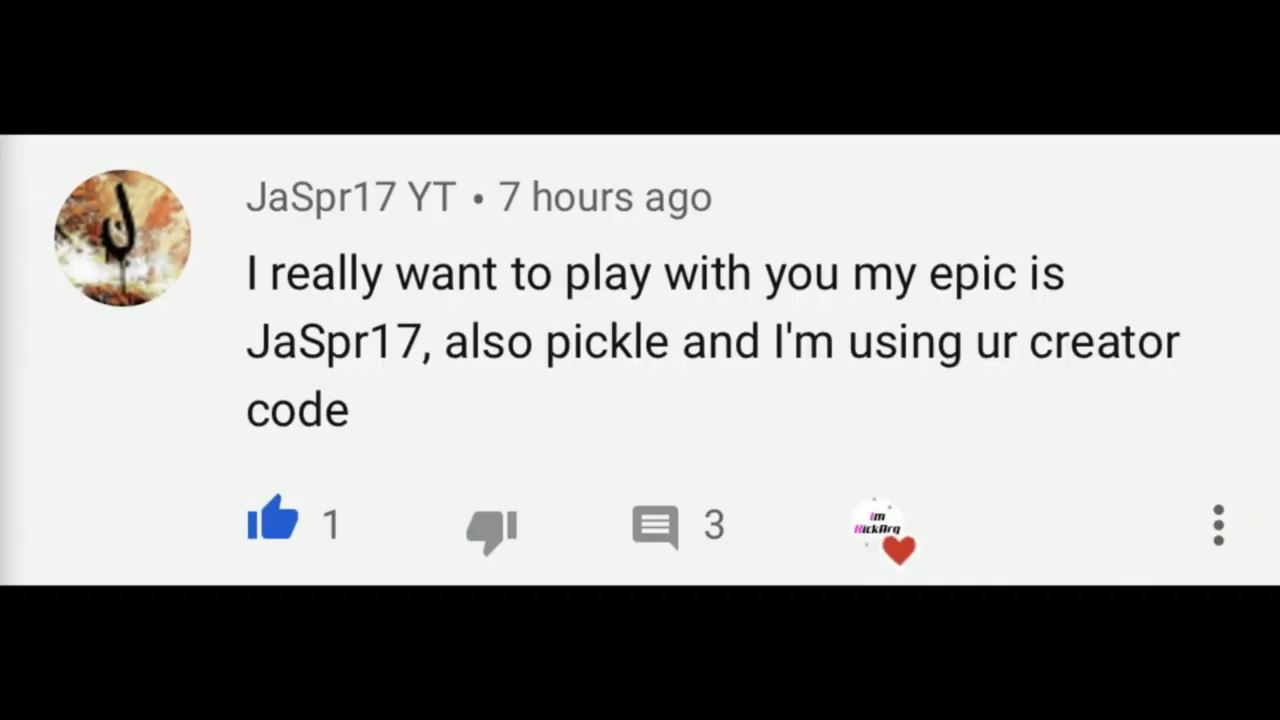 JaSpr17 YT • 7 hours ago
I really want to play with you my epic is
JaSpr17, also pickle and I'm using ur creator
code
1
3
Im
NickArq